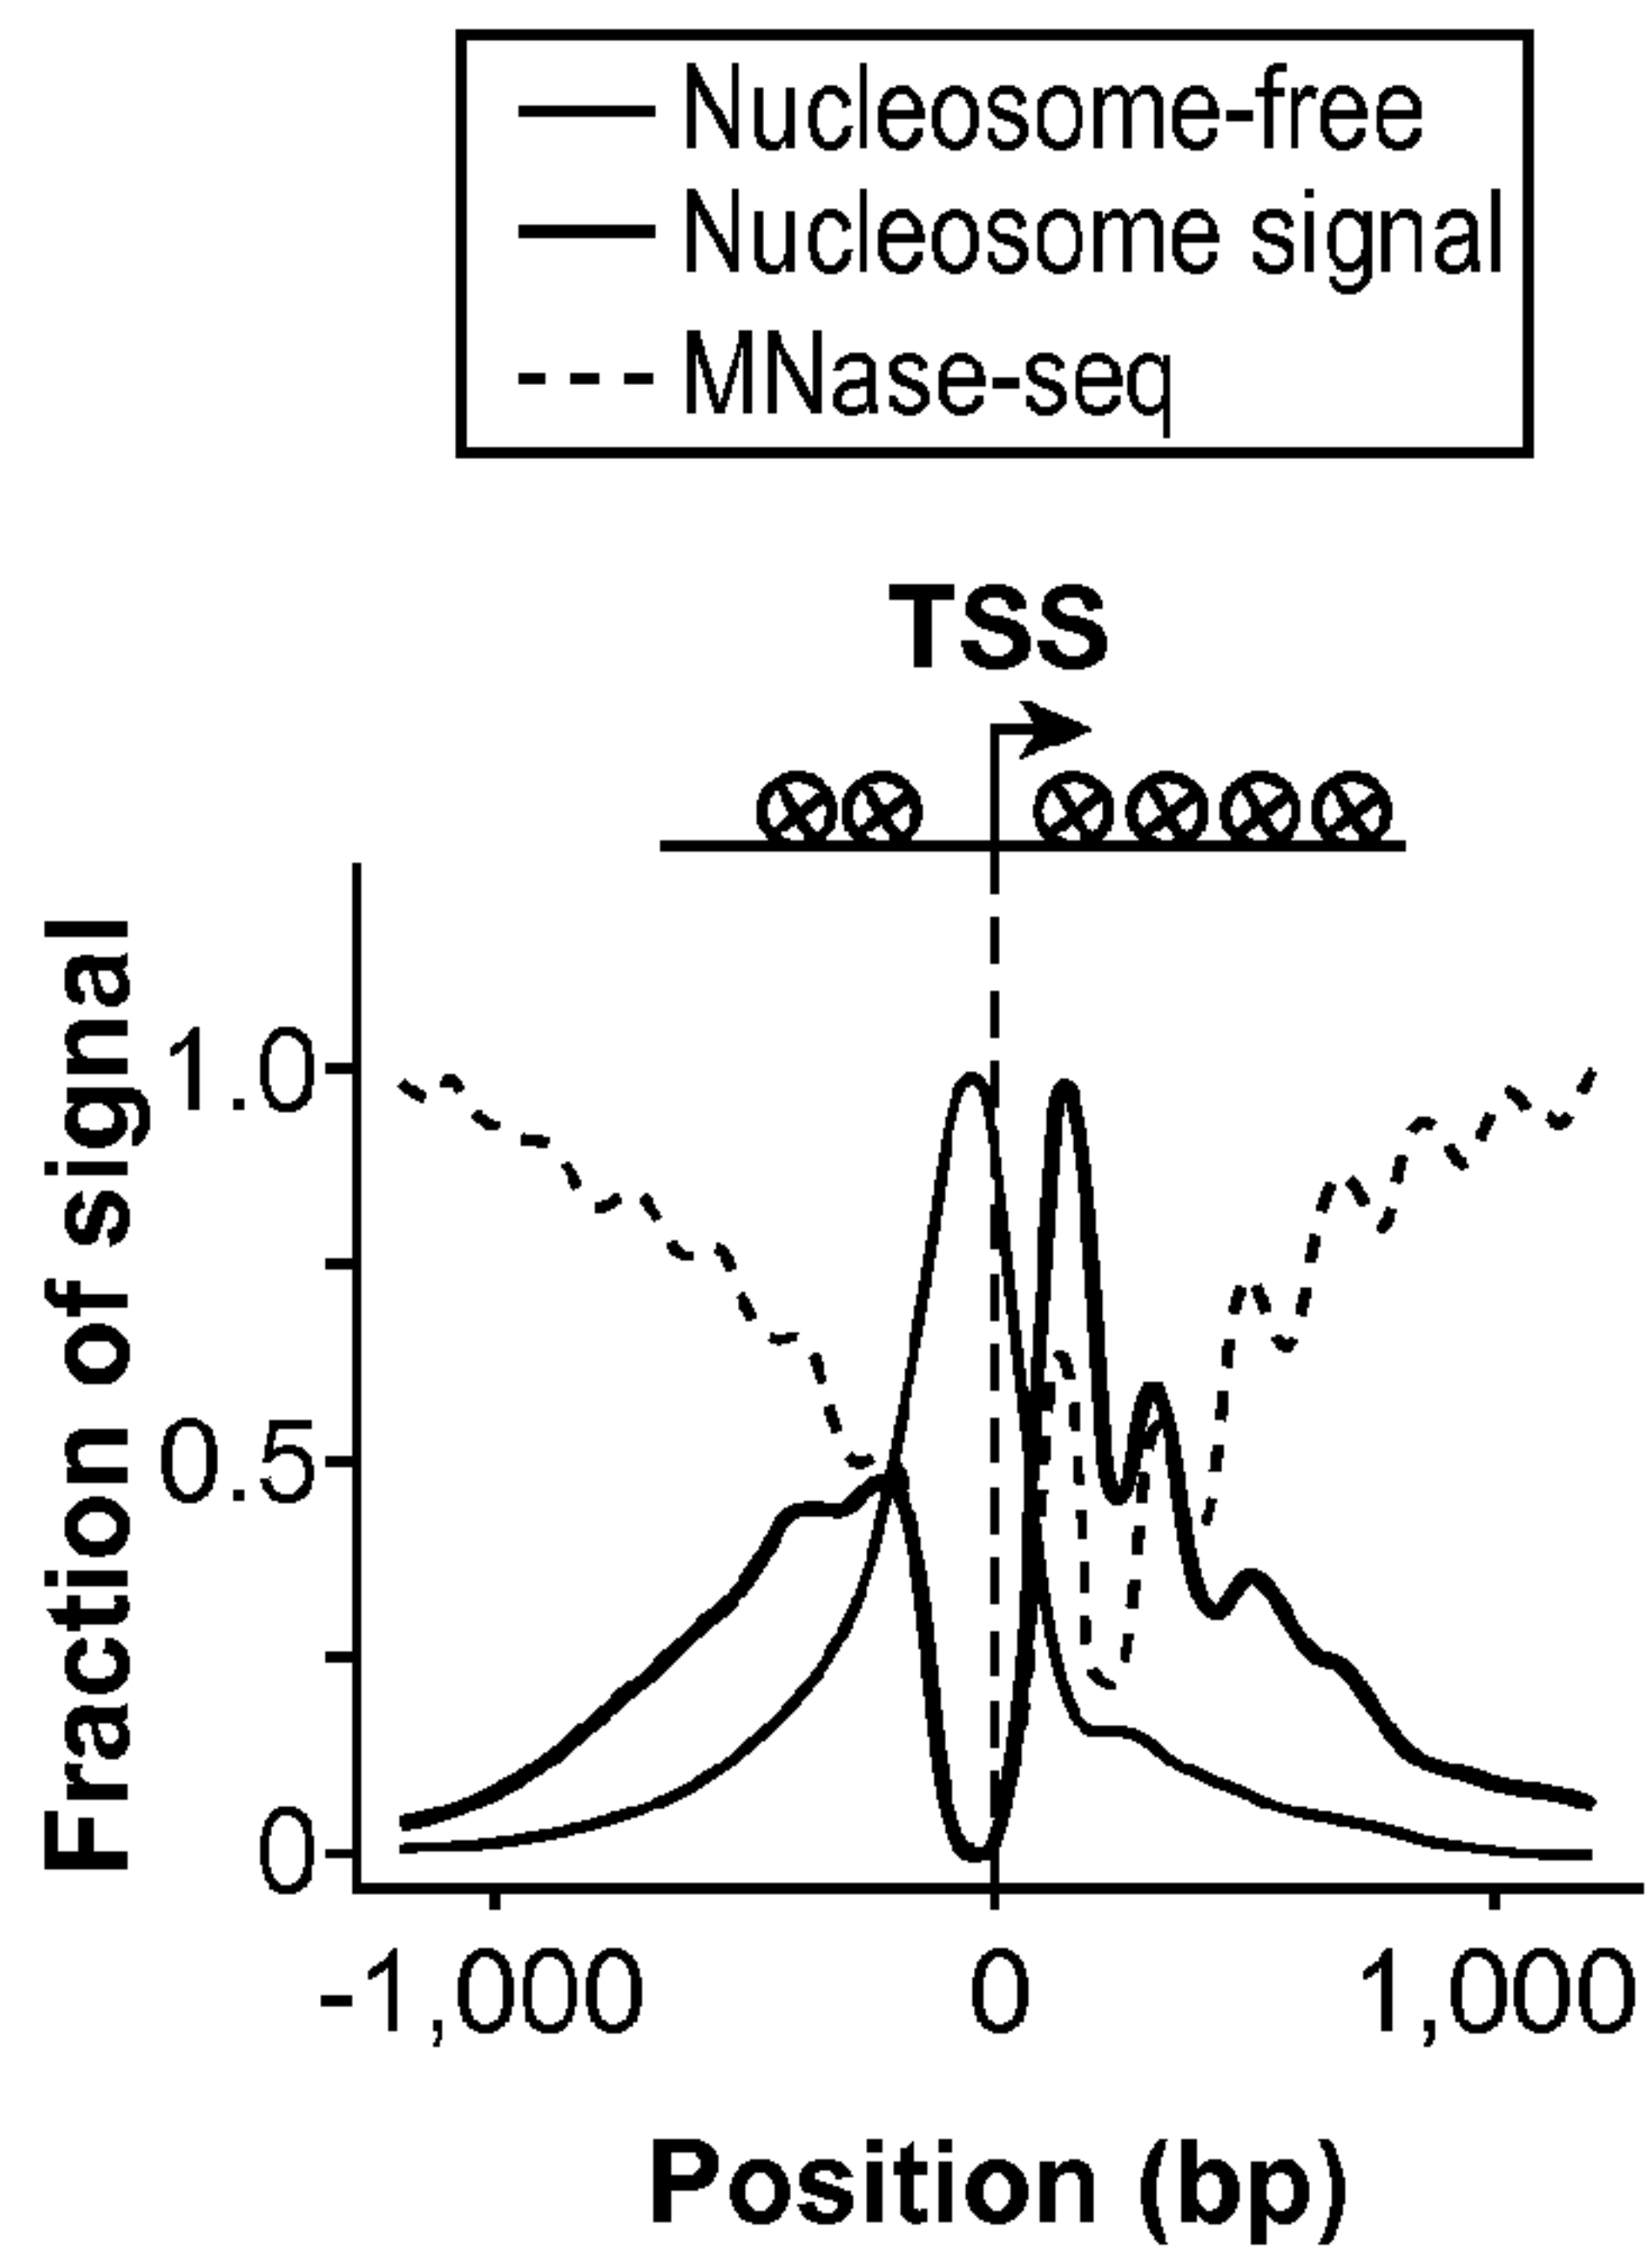 Nucleosome-free
Nucleosome signal
MNase-seq
TSS
Fraction of signal
1.0
0.5
0
-1,000
0
1,000
Position (bp)